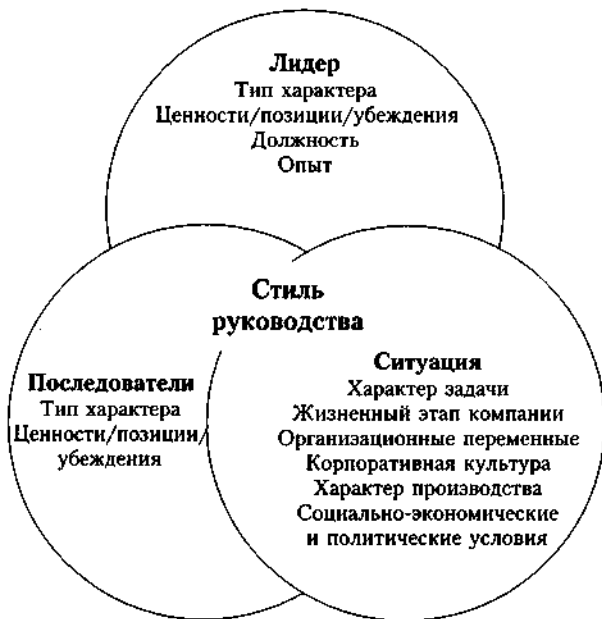 Лидер
Тип характера
Ценности/позиции/убеждения
Должность
Опыт
Стиль
руководства
Последователи
Тип характера
Ценности/позиции/
убеждения
Ситуация
Характер задачи
Жизненный этап компании
Организационные переменные
Корпоративная культура
Характер производства
Социально-экономические
и политические условия